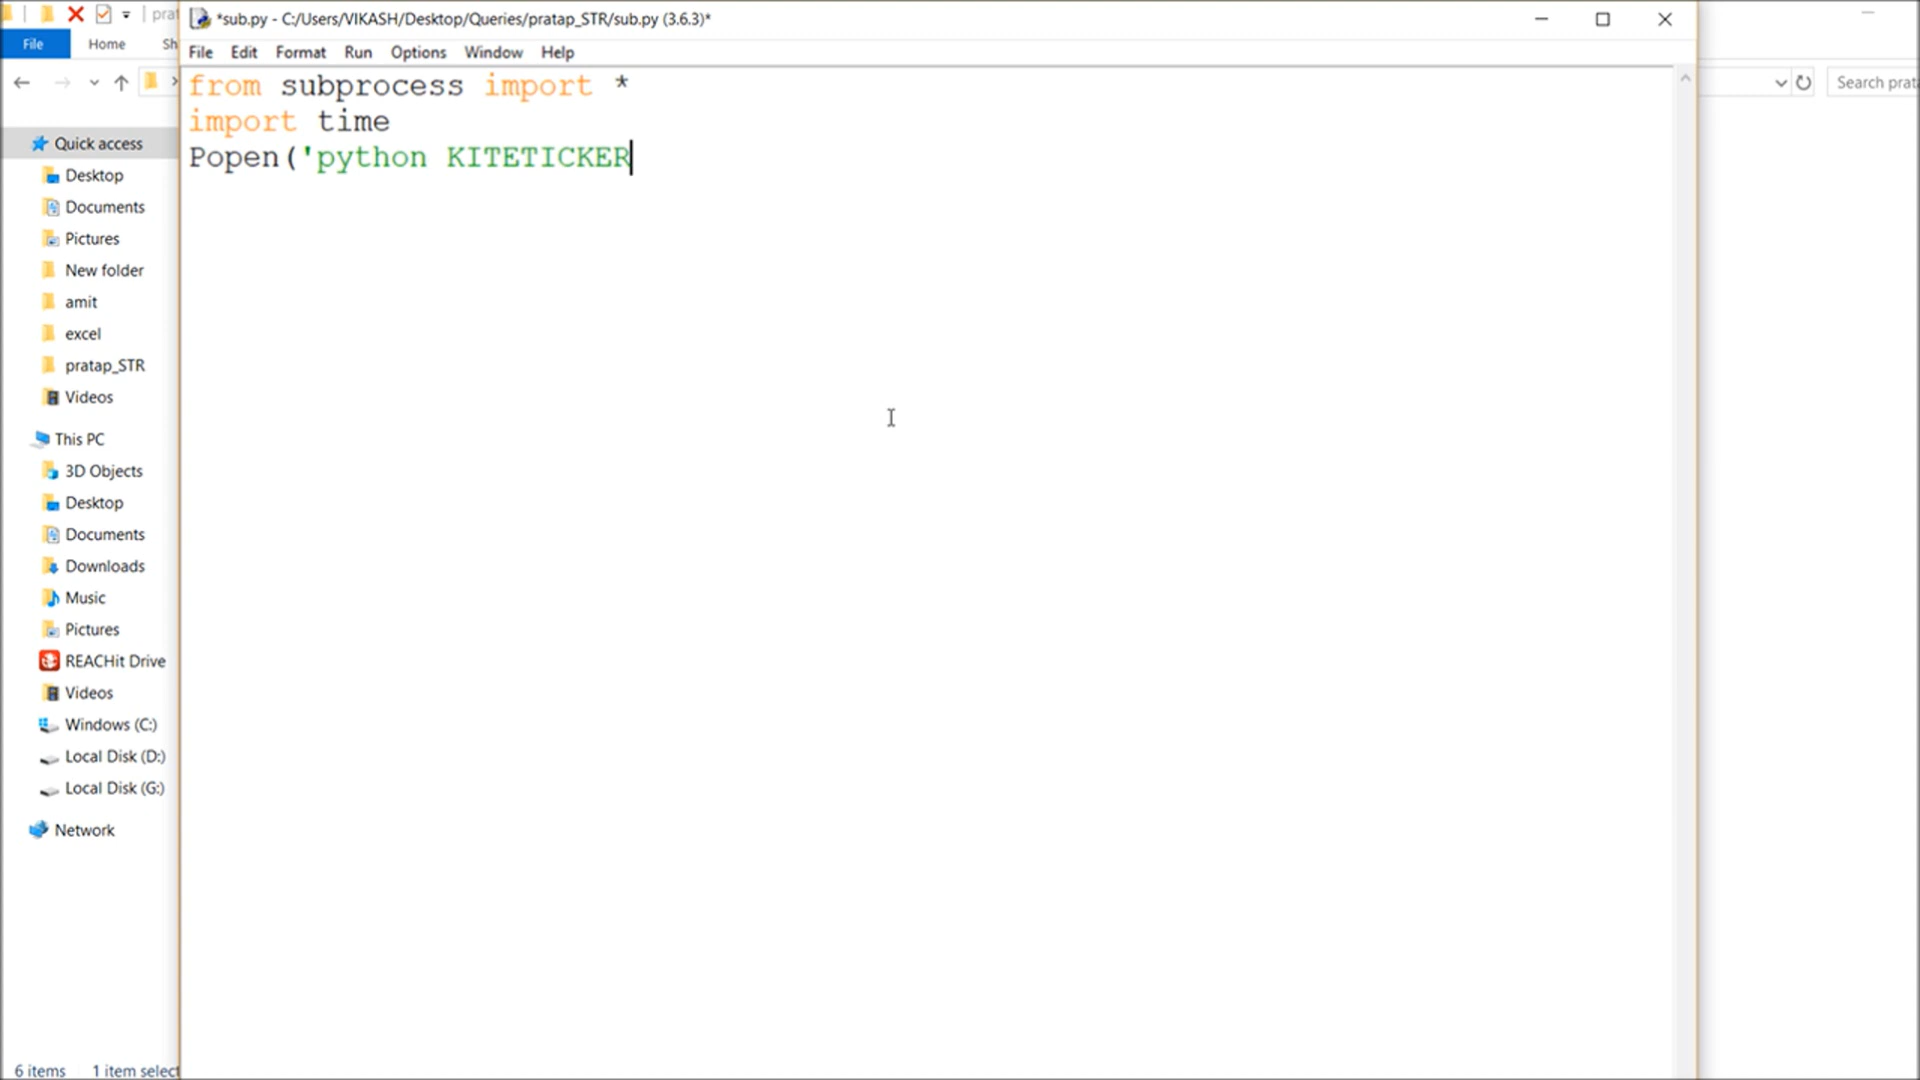 *sub.py - C:/Users/VIKASH/Desktop/Queries/pratap_STR/sub.py (3.6.3)*
File Edit Format Run Options Window Help
from subprocess import *
import time
Popen('python KITETICKER
File Home
Search
Quick access
Desktop
Documents
Pictures
New folder
amit
excel
pratap_STR
Videos
This PC
3D Objects
Desktop
Documents
Downloads
Music
Pictures
REACHit Drive
Videos
Windows (C:)
Local Disk (D:)
Local Disk (G:)
Network
6 items 1 item select